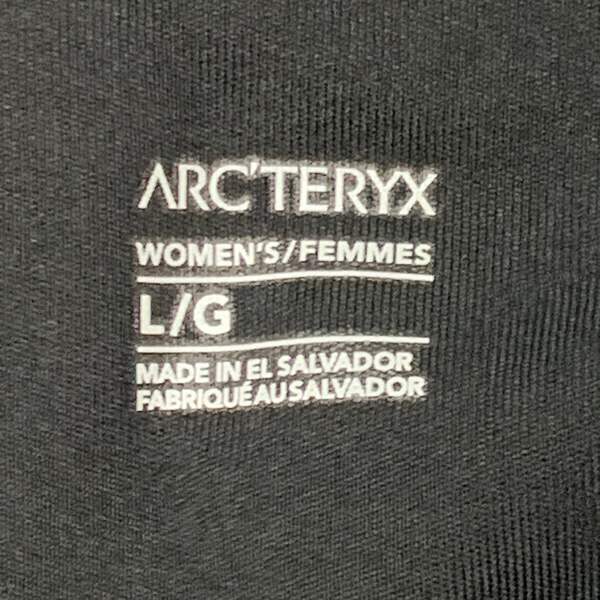 ARC'TERYX
WOMEN'S/FEMMES
L/G
MADE IN EL SALVADOR
FABRIQUÉ AU SALVADOR